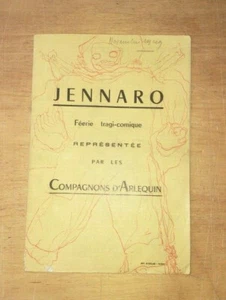 JENNARO
Féerie tragi-comique
REPRÉSENTÉE
PAR LES
COMPAGNONS D'ARLEQUIN